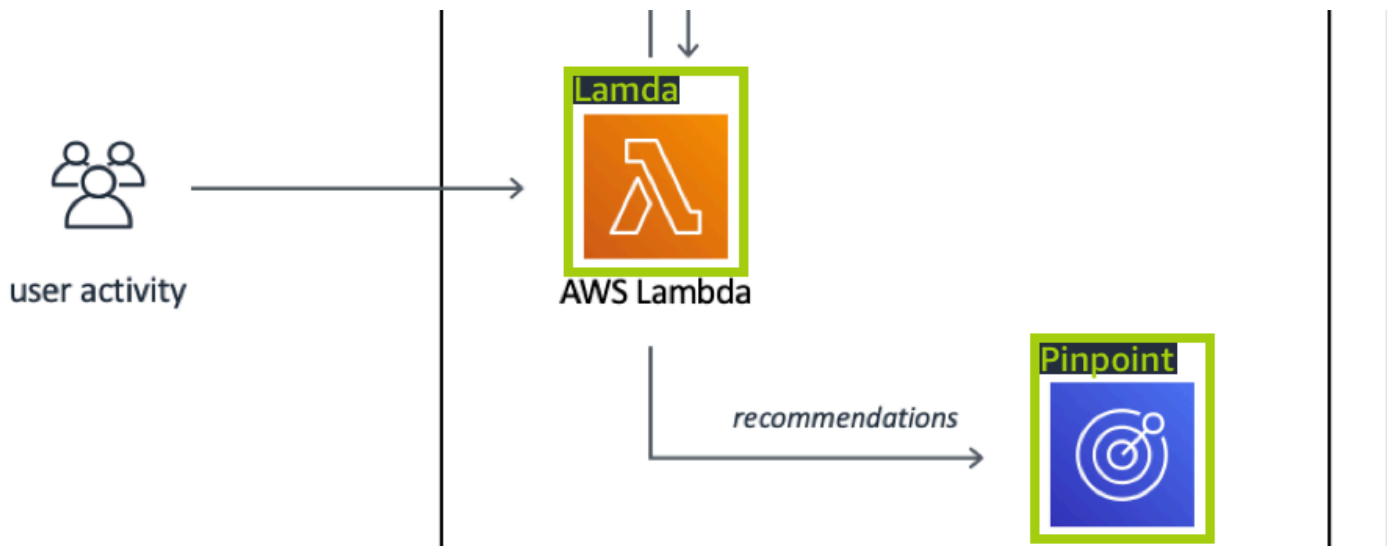 Lamda
user activity
AWS Lambda
Pinpoint
recommendations